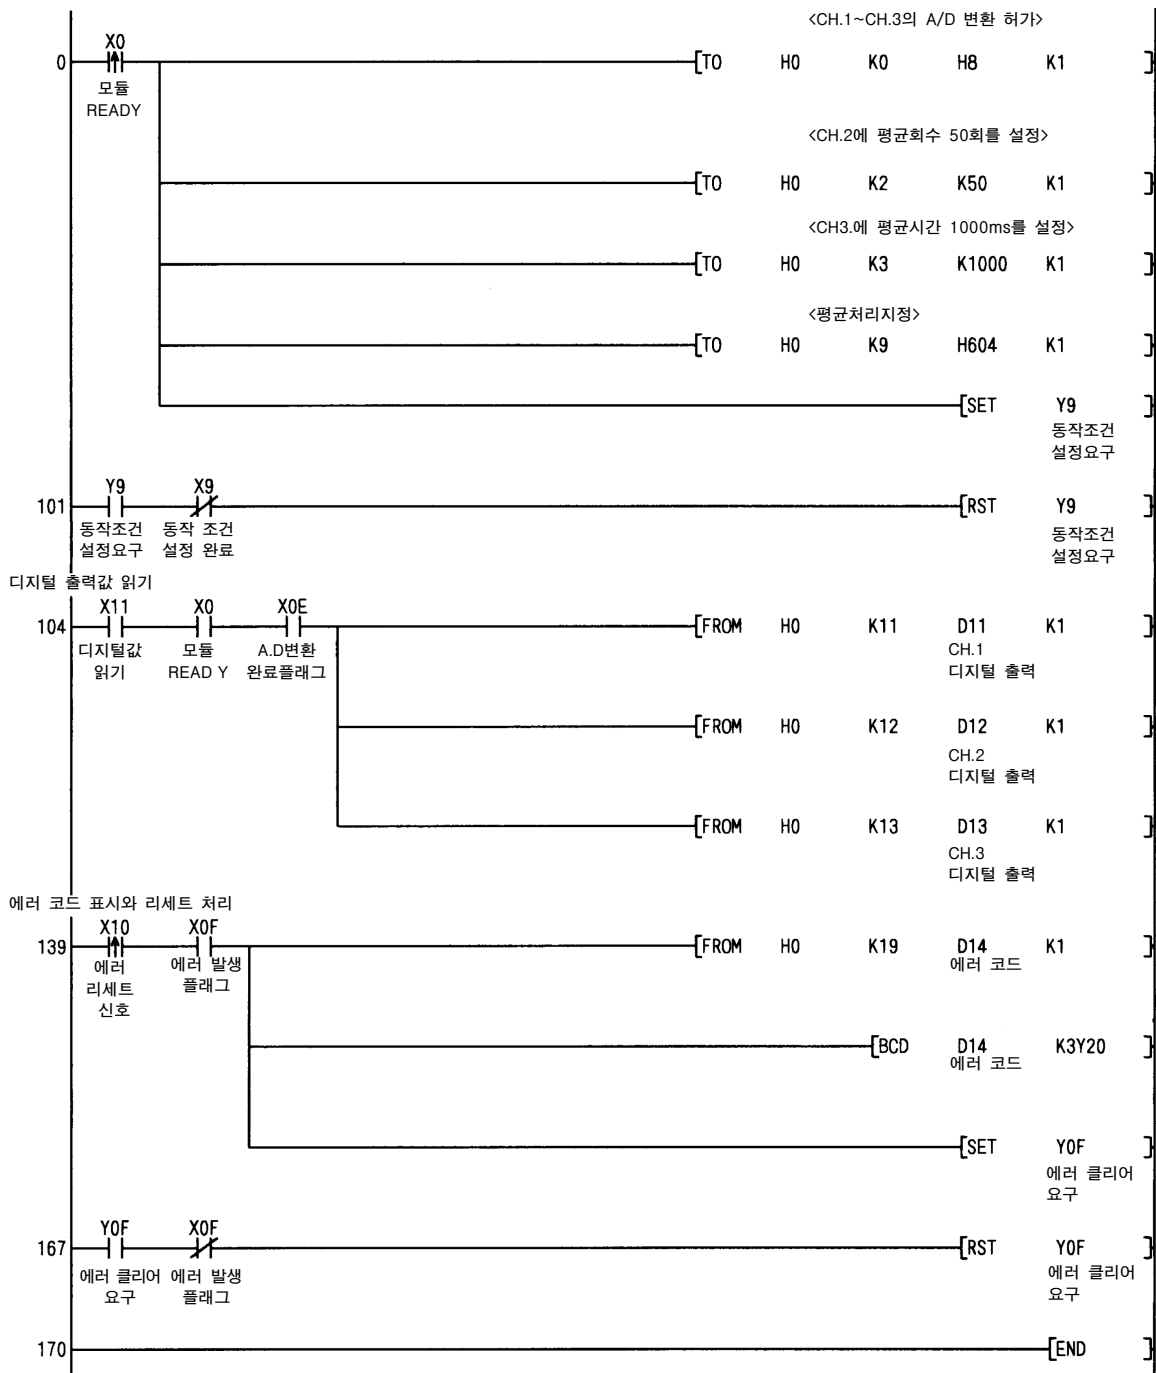 <CH.1~CH.3의 A/D 변환 허가>
X0
0
[TO H0 K0 H8 K1 ]
모듈
READY
<CH.2에 평균회수 50회를 설정>
[TO H0 K2 K50 K1 ]
<CH3.에 평균시간 1000ms를 설정>
[TO H0 K3 K1000 K1 ]
<평균처리지정>
[TO H0 K9 H604 K1 ]
[SET Y9 ]
동작조건
설정요구
Y9 X9
101 [RST Y9 ]
동작조건 동작 조건 동작조건
설정요구 설정 완료 설정요구
디지털 출력값 읽기
X11 X0 X0E
104 [FROM H0 K11 D11 K1 ]
디지털값 모듈 A.D변환 CH.1
읽기 READ Y 완료플래그 디지털 출력
[FROM H0 K12 D12 K1 ]
CH.2
디지털 출력
[FROM H0 K13 D13 K1 ]
CH.3
디지털 출력
에러 코드 표시와 리세트 처리
X10 X0F
139 [FROM H0 K19 D14 K1 ]
에러 에러 발생 에러 코드
리세트 플래그
신호
[BCD D14 K3Y20 ]
에러 코드
[SET Y0F ]
에러 클리어
요구
Y0F X0F
167 [RST Y0F ]
에러 클리어 에러 발생 에러 클리어
요구 플래그 요구
170 [END ]